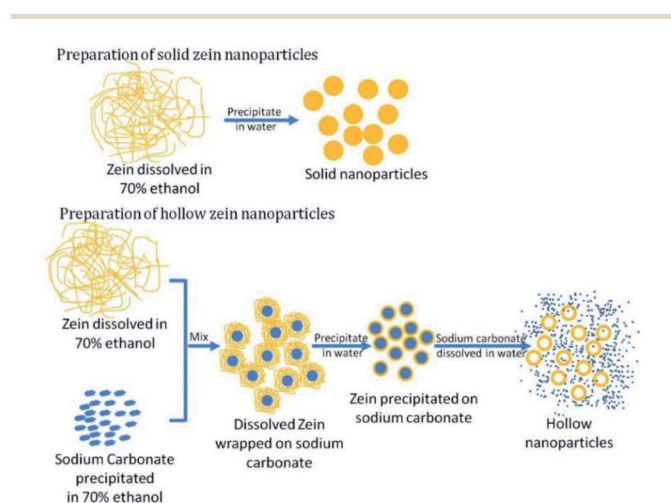 Preparation of solid zein nanoparticles
Precipitate
in water
Zein dissolved in
70% ethanol
Solid nanoparticles
Preparation of hollow zein nanoparticles
Zein dissolved in
70% ethanol
Mix
Precipitate
in water
Sodium carbonate
dissolved in water
Sodium Carbonate
precipitated
in 70% ethanol
Dissolved Zein
wrapped on sodium
carbonate
Zein precipitated on
sodium carbonate
Hollow
nanoparticles